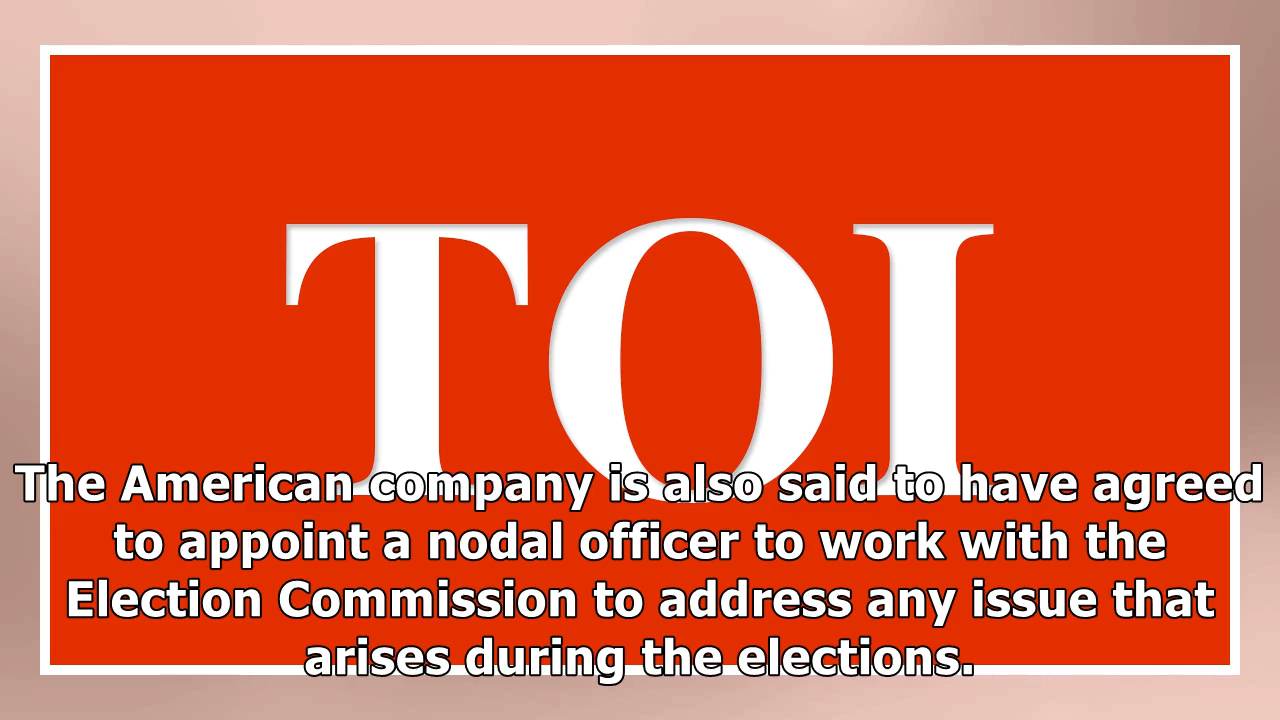 TOI
The American company is also said to have agreed
to appoint a nodal officer to work with the
Election Commission to address any issue that
arises during the elections.